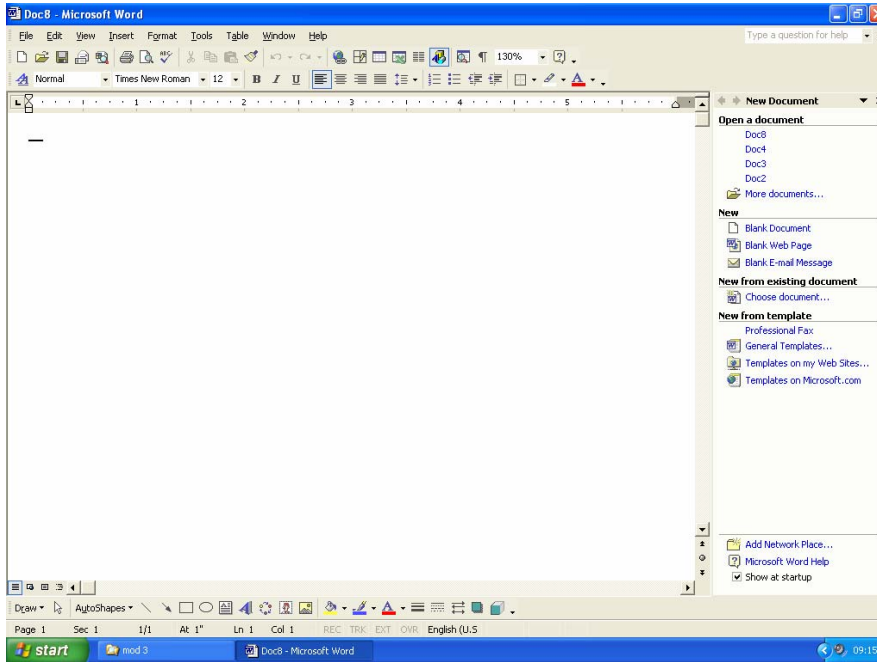 Doc8 - Microsoft Word
File Edit View Insert Format Tools Table Window Help
Type a question for help
130%
Normal Times New Roman 12 B I U
1 2 3 4 5
New Document
Open a document
Doc8
Doc4
Doc3
Doc2
More documents...
New
Blank Document
Blank Web Page
Blank E-mail Message
New from existing document
Choose document...
New from template
Professional Fax
General Templates...
Templates on my Web Sites...
Templates on Microsoft.com
Add Network Place...
Microsoft Word Help
Show at startup
Draw AutoShapes
Page 1 Sec 1 1/1 At 1" Ln 1 Col 1 REC TRK EXT OVR English (U.S
start mod 3 Doc8 - Microsoft Word 09:15